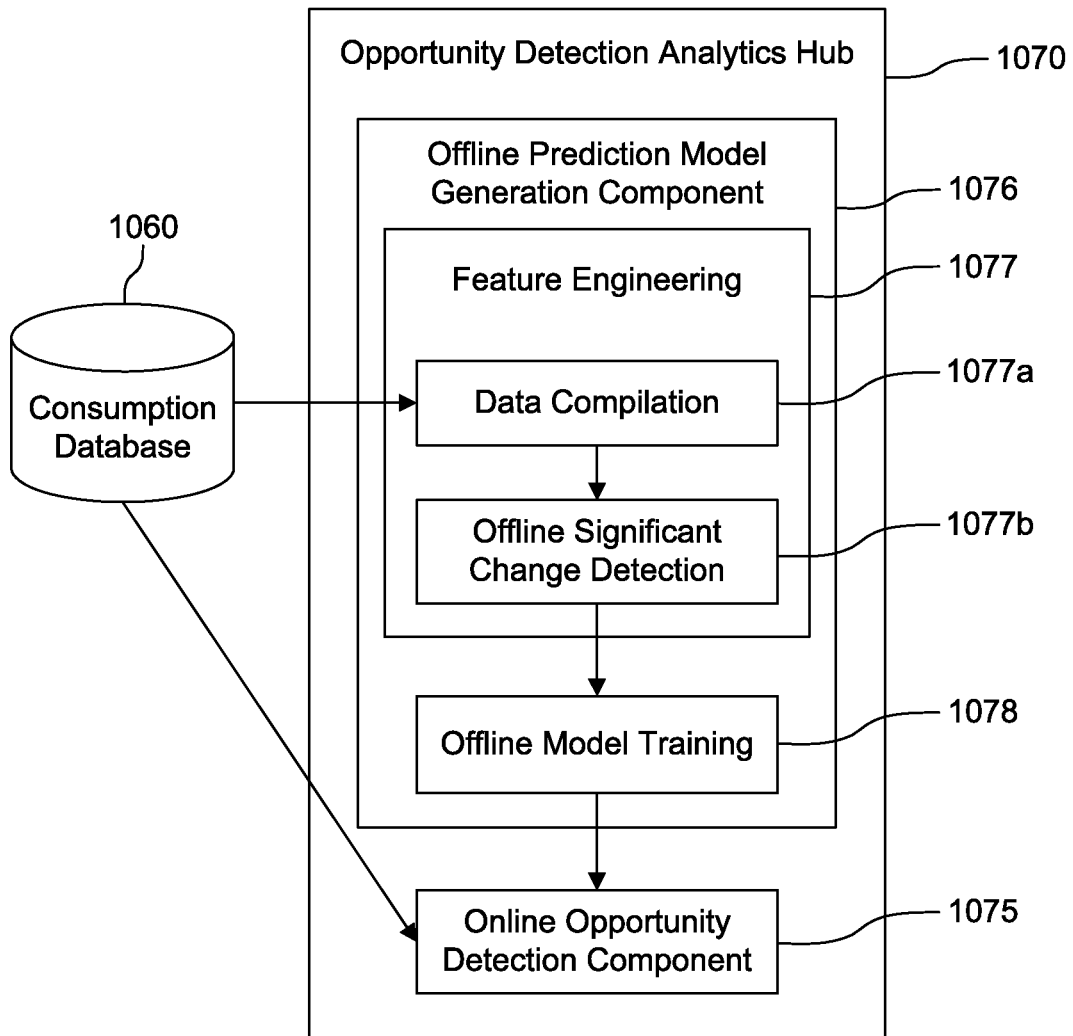 Opportunity Detection Analytics Hub
1070
Offline Prediction Model
Generation Component
1076
1060
Feature Engineering
1077
Consumption
Database
Data Compilation
1077a
Offline Significant
Change Detection
1077b
Offline Model Training
1078
Online Opportunity
Detection Component
1075